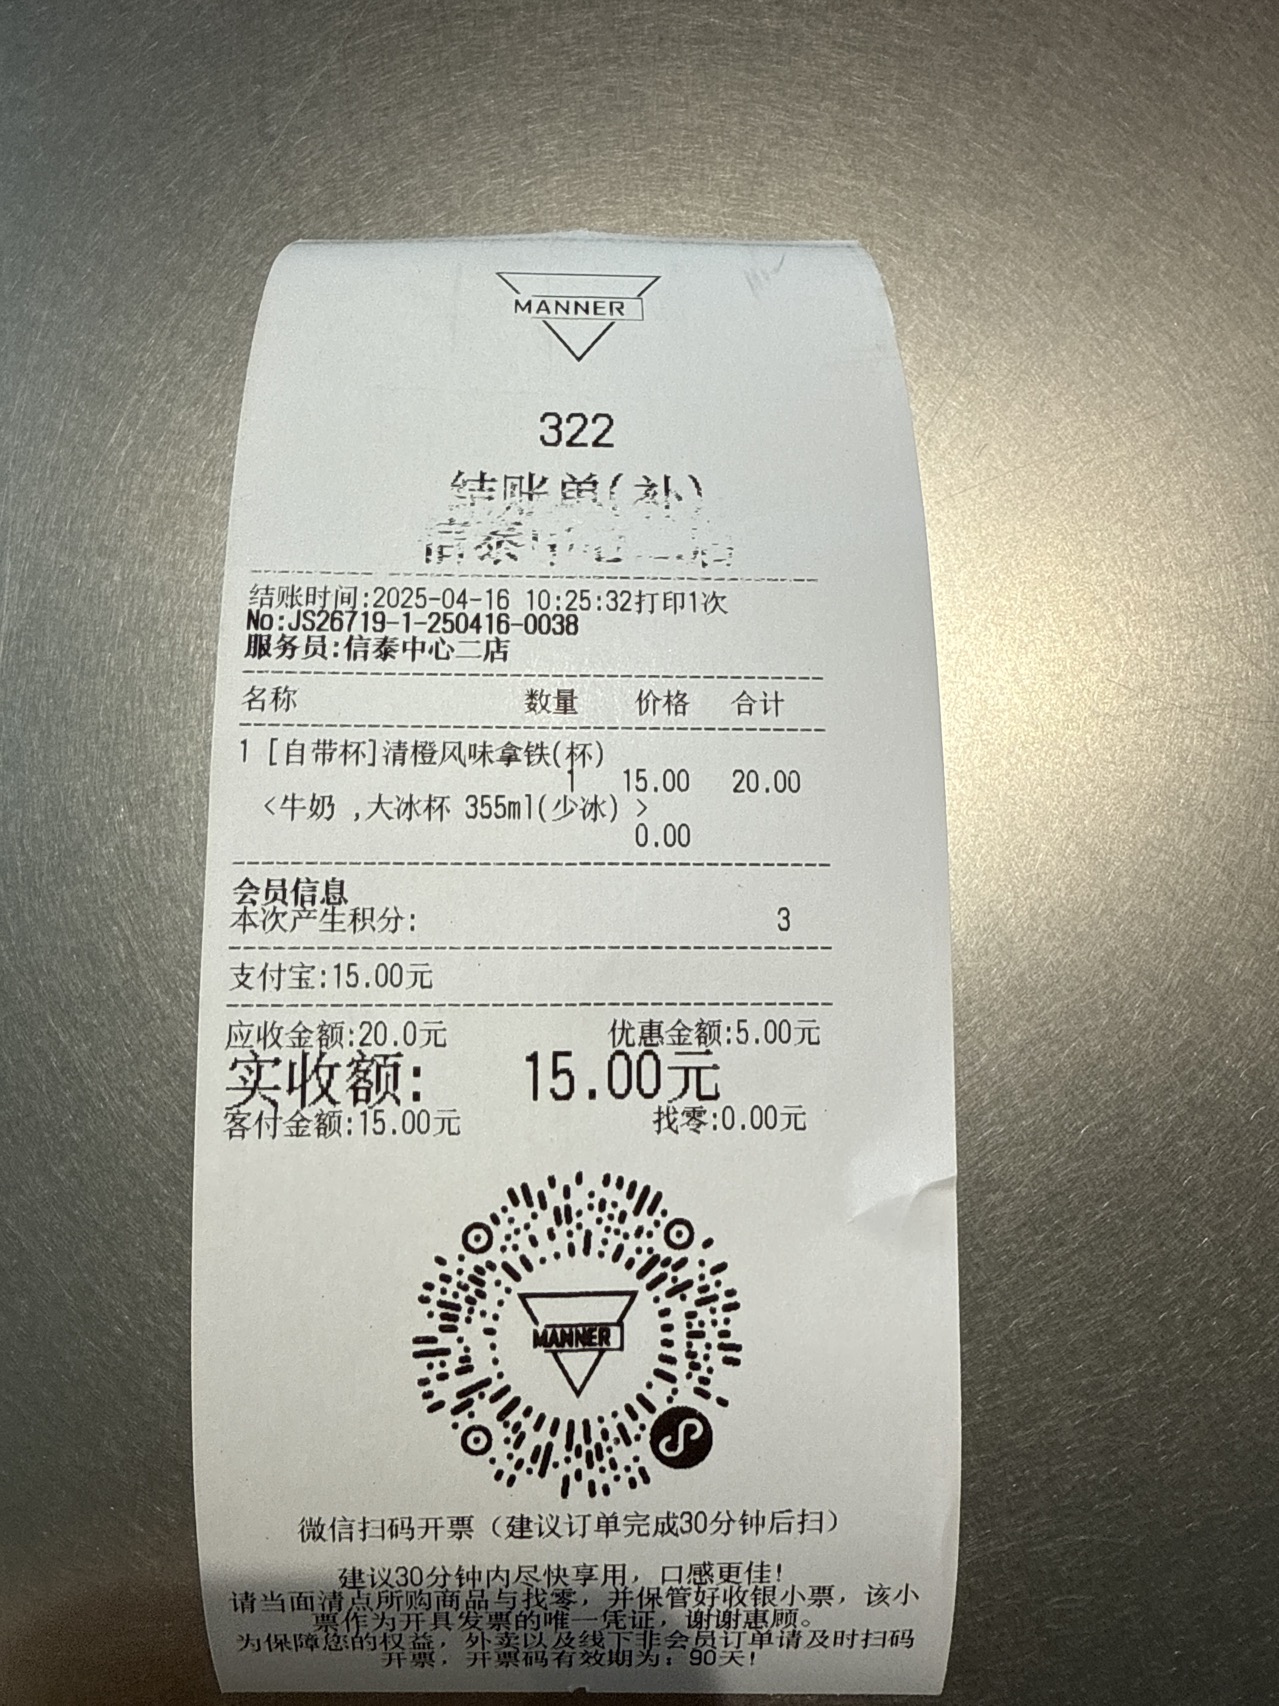 MANNER
322
结账单(补)
信泰中心二店
结账时间:2025-04-16 10:25:32打印1次
No:JS26719-1-250416-0038
服务员:信泰中心二店
名称 数量 价格 合计
1 [自带杯]清橙风味拿铁(杯)
1 15.00 20.00
<牛奶 ,大冰杯 355ml(少冰) >
0.00
会员信息
本次产生积分: 3
支付宝:15.00元
应收金额:20.0元 优惠金额:5.00元
实收额: 15.00元
客付金额:15.00元 找零:0.00元
MANNER
微信扫码开票（建议订单完成30分钟后扫）
建议30分钟内尽快享用，口感更佳！
请当面清点所购商品与找零，并保管好收银小票，该小
票作为开具发票的唯一凭证，谢谢惠顾。
为保障您的权益，外卖以及线下非会员订单请及时扫码
开票，开票码有效期为：90天！